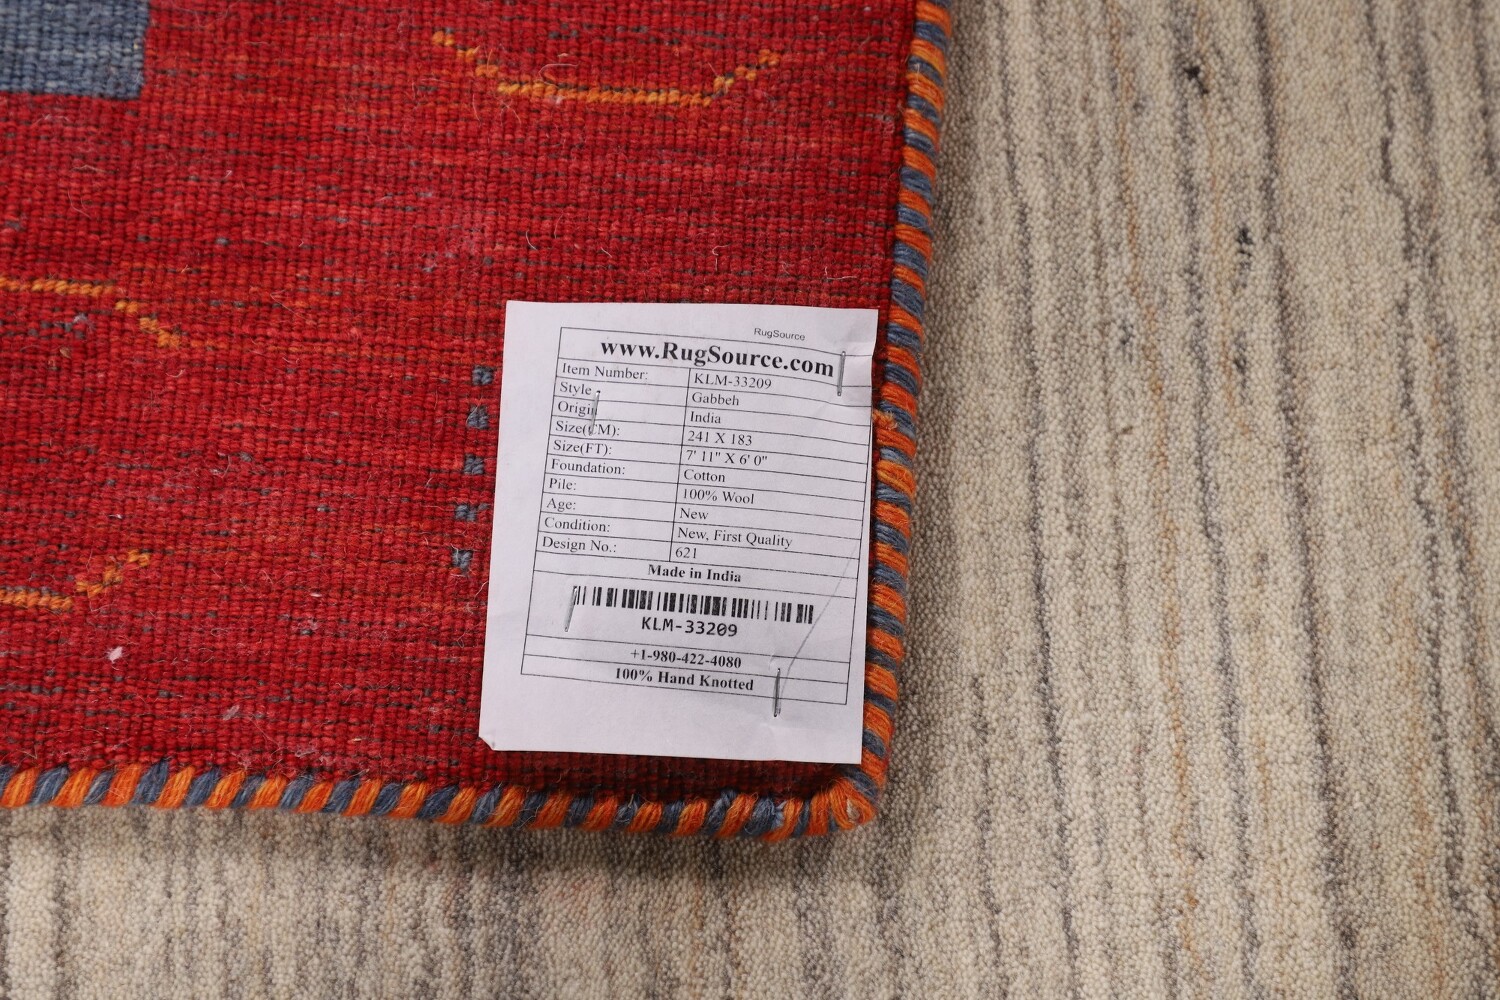 RugSource
www.RugSource.com
Item Number: KLM-33209
Style Gabbeh
Origin India
Size(CM): 241 X 183
Size(FT): 7' 11" X 6' 0"
Foundation: Cotton
Pile: 100% Wool
Age: New
Condition: New, First Quality
Design No.: 621
Made in India
KLM-33209
+1-980-422-4080
100% Hand Knotted